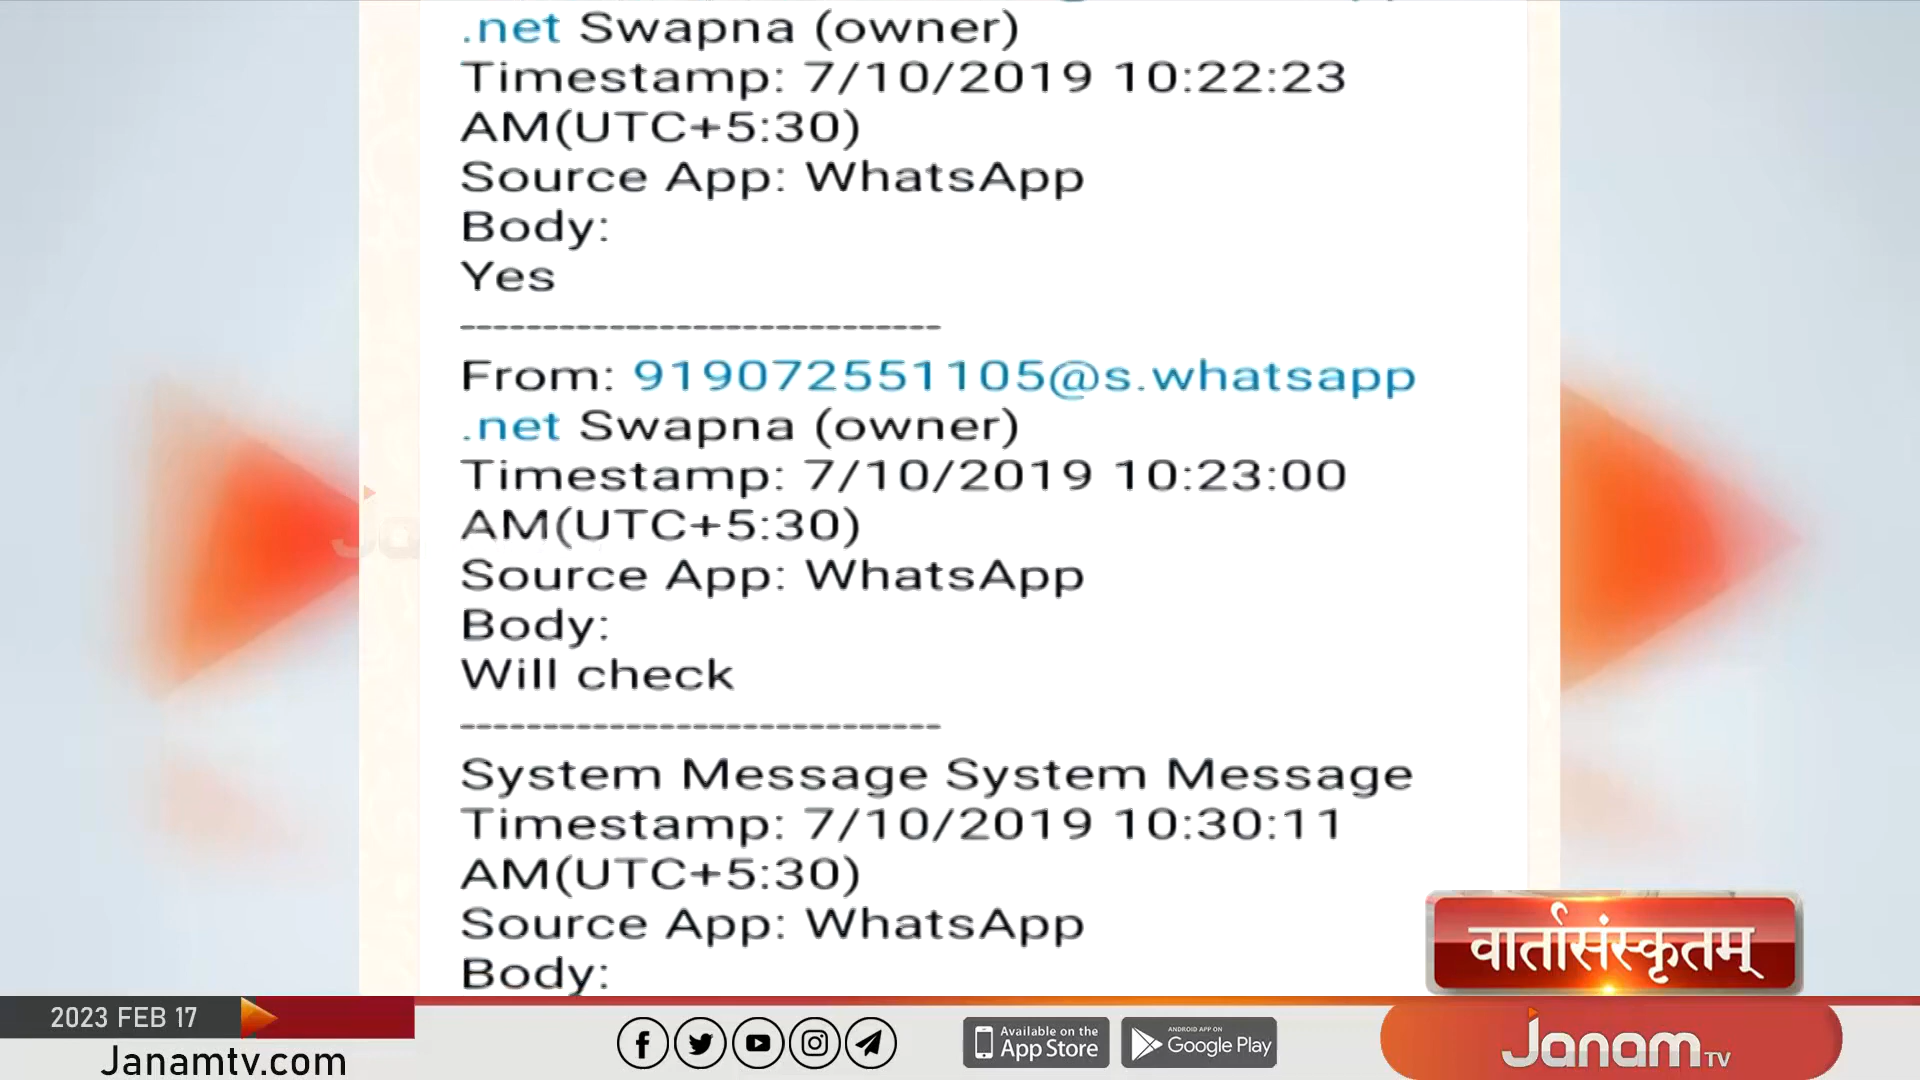 .net Swapna (owner)
Timestamp: 7/10/2019 10:22:23
AM(UTC+5:30)
Source App: WhatsApp
Body:
Yes
-----------------------------
From: 919072551105@s.whatsapp
.net Swapna (owner)
Timestamp: 7/10/2019 10:23:00
AM(UTC+5:30)
Source App: WhatsApp
Body:
Will check
-----------------------------
System Message System Message
Timestamp: 7/10/2019 10:30:11
AM(UTC+5:30)
Source App: WhatsApp
Body:
वार्तासंस्कृतम्
2023 FEB 17
Janamtv.com
Available on the
App Store
ANDROID APP ON
Google Play
Janam TV